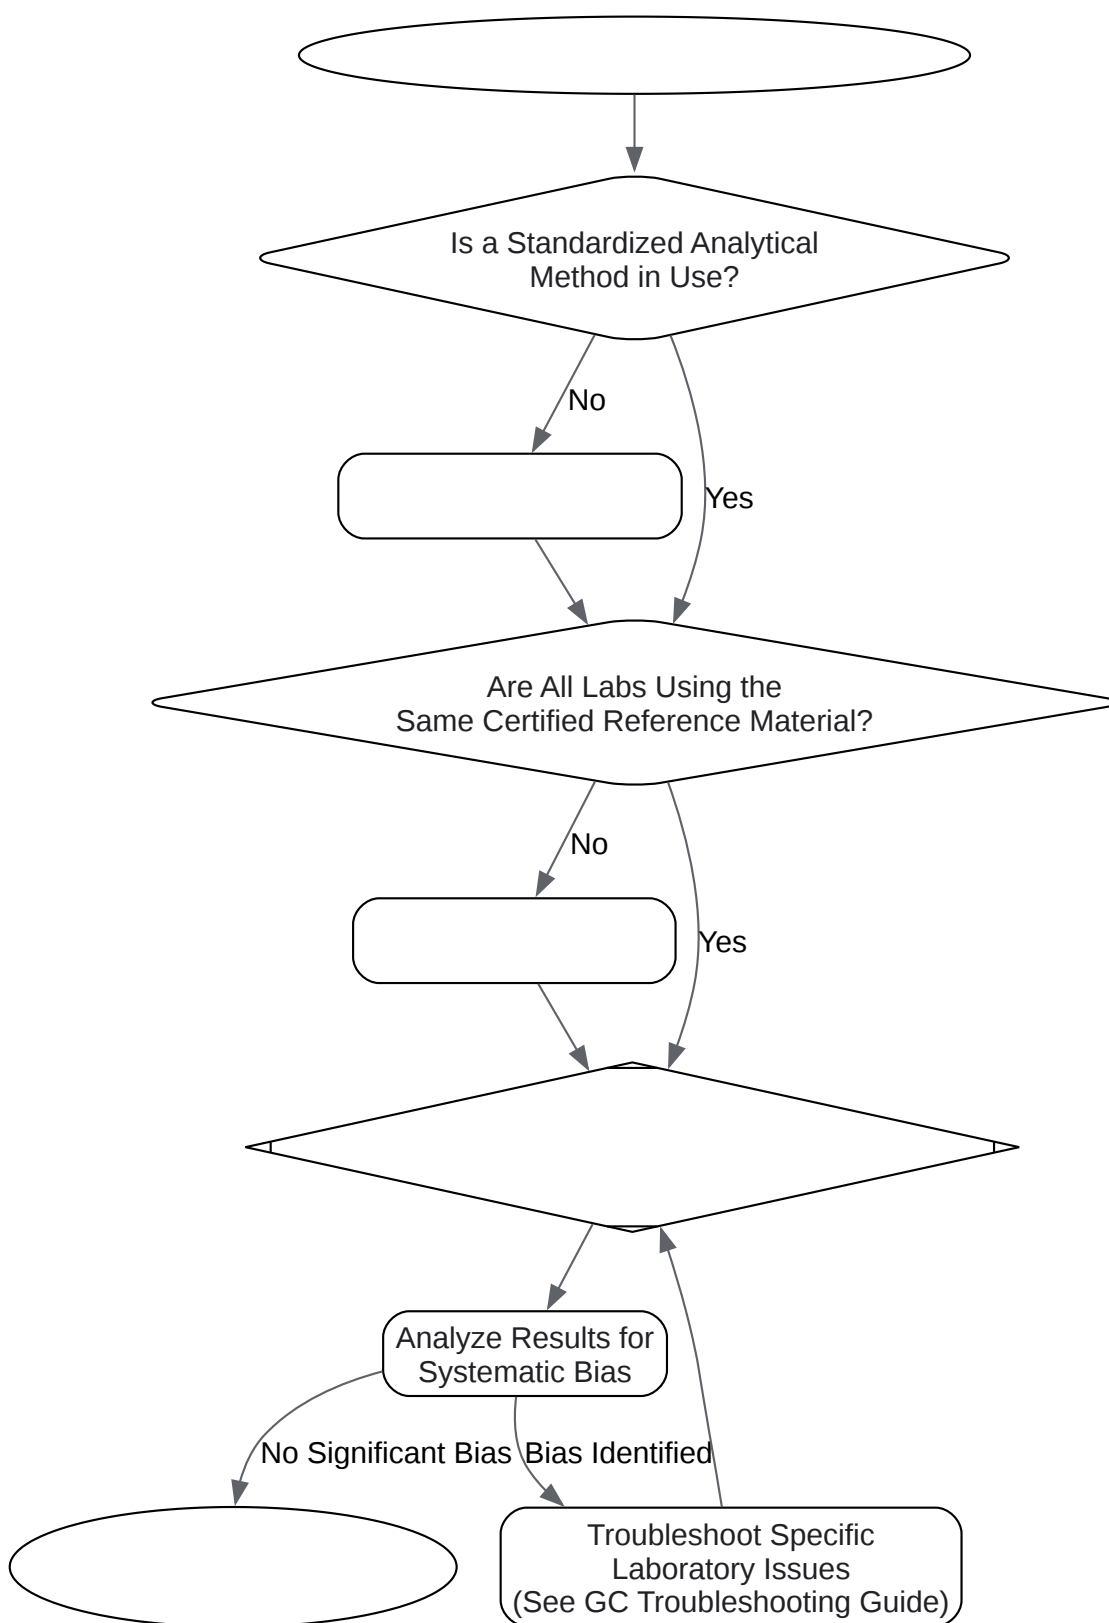 Is a Standardized Analytical
Method in Use?
No
Yes
Are All Labs Using the
Same Certified Reference Material?
No
Yes
Analyze Results for
Systematic Bias
No Significant Bias
Bias Identified
Troubleshoot Specific
Laboratory Issues
(See GC Troubleshooting Guide)